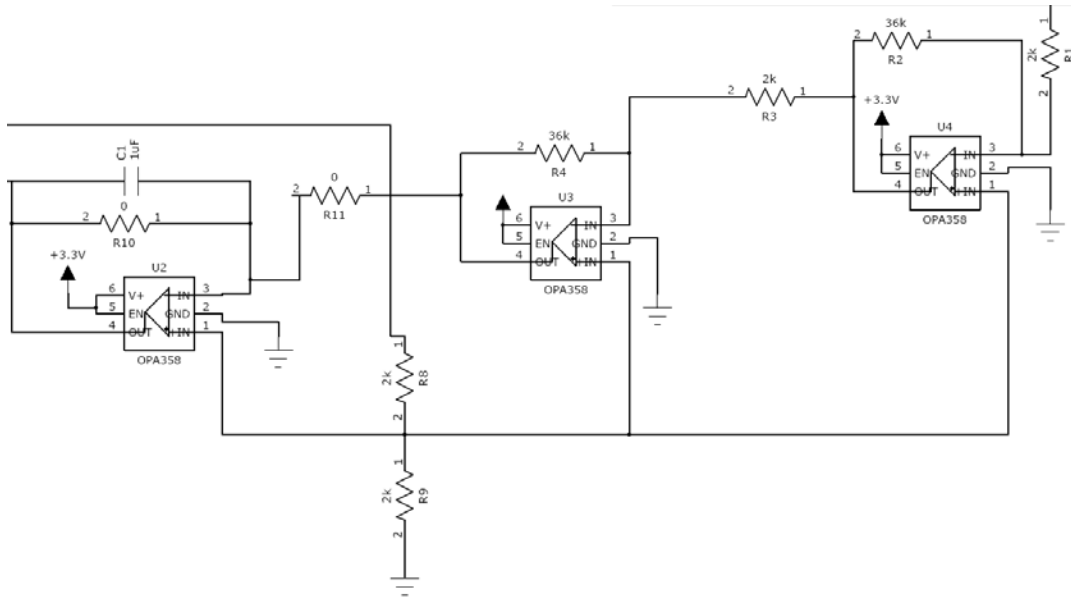 1
2k
R1
2
36k
2
1
R2
2k
2
1
R3
+3.3V
U4
6
V+
-IN
3
5
EN
GND
2
4
OUT
+IN
1
OPA358
C1
1uF
0
2
1
R10
0
2
1
R11
36k
2
1
R4
U3
6
V+
-IN
3
5
EN
GND
2
4
OUT
+IN
1
OPA358
+3.3V
U2
6
V+
-IN
3
5
EN
GND
2
4
OUT
+IN
1
OPA358
1
2k
R8
2
1
2k
R9
2